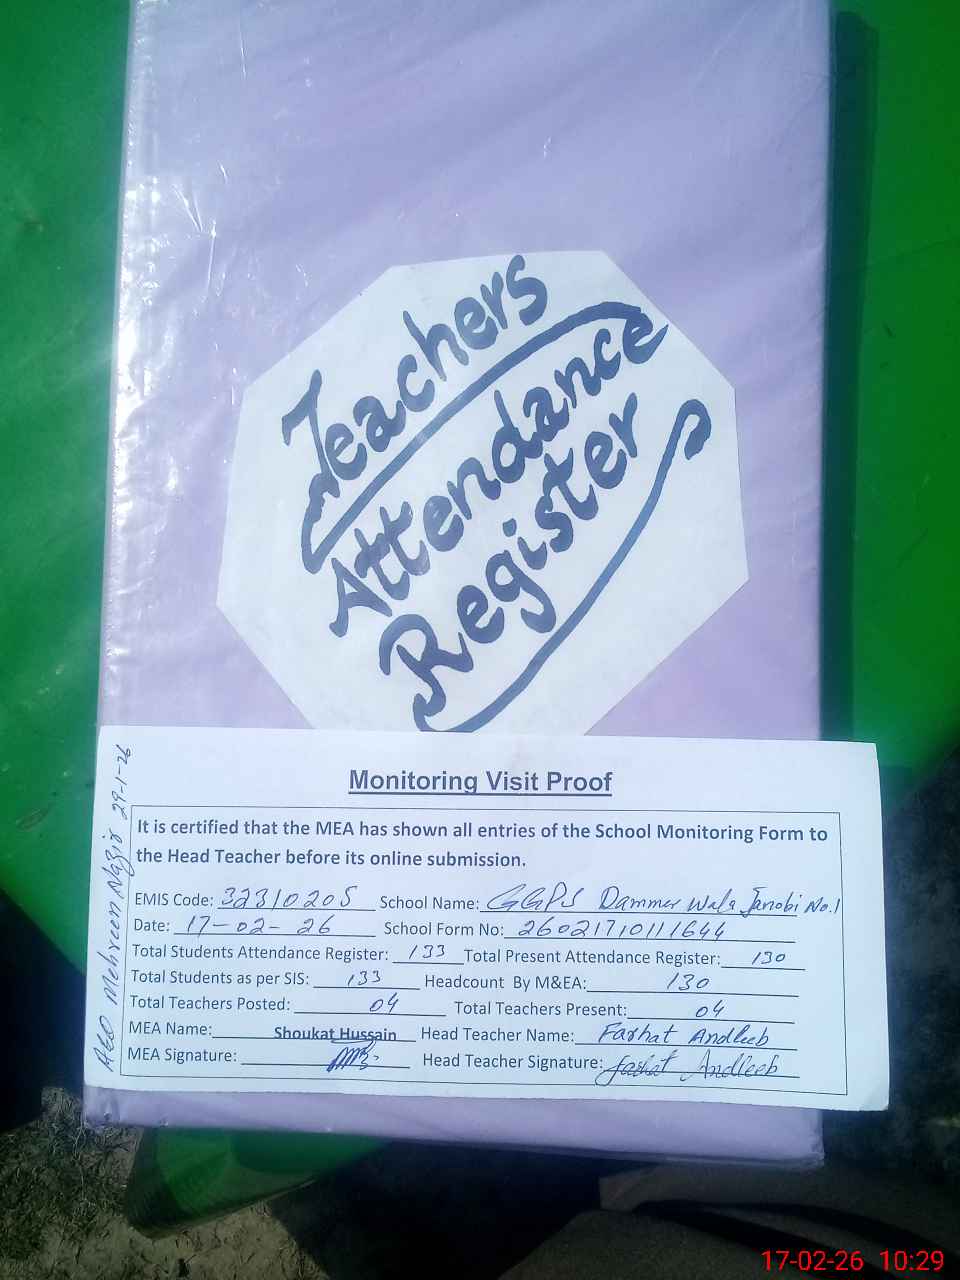 Teachers
Attendance
Register
Monitoring Visit Proof
It is certified that the MEA has shown all entries of the School Monitoring Form to
the Head Teacher before its online submission.
EMIS Code: 32310205 School Name: GGPS Dammer Wala Janobi No.1
Date: 17-02-26 School Form No: 26021710111644
Total Students Attendance Register: 133 Total Present Attendance Register: 130
Total Students as per SIS: 133 Headcount By M&EA: 130
Total Teachers Posted: 04 Total Teachers Present: 04
MEA Name: Shoukat Hussain Head Teacher Name: Farhat Andleeb
MEA Signature: Head Teacher Signature: Farhat Andleeb
AEO Mehreen Nazir 29-1-26
17-02-26 10:29